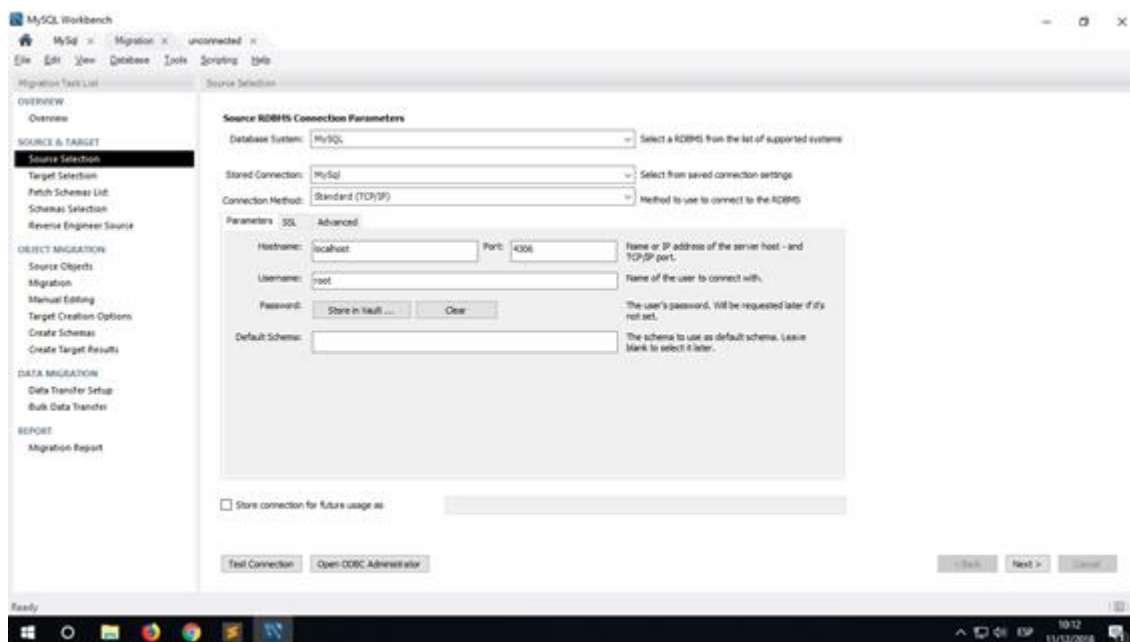 MySQL Workbench
MySql × Migration × unconnected ×
File Edit View Database Tools Scripting Help
Migration Task List
Source Selection
OVERVIEW
Overview
SOURCE & TARGET
Source Selection
Target Selection
Fetch Schemas List
Schemas Selection
Reverse Engineer Source
OBJECT MIGRATION
Source Objects
Migration
Manual Editing
Target Creation Options
Create Schemas
Create Target Results
DATA MIGRATION
Data Transfer Setup
Bulk Data Transfer
REPORT
Migration Report
Source RDBMS Connection Parameters
Database System: MySQL Select a RDBMS from the list of supported systems
Stored Connection: MySql Select from saved connection settings
Connection Method: Standard (TCP/IP) Method to use to connect to the RDBMS
Parameters SSL Advanced
Hostname: localhost Port: 4306 Name or IP address of the server host - and
TCP/IP port.
Username: root Name of the user to connect with.
Password: Store in Vault ... Clear The user's password. Will be requested later if it's
not set.
Default Schema: The schema to use as default schema. Leave
blank to select it later.
Store connection for future usage as
Test Connection Open ODBC Administrator < Back Next > Cancel
Ready
ESP 10:12
11/12/2018